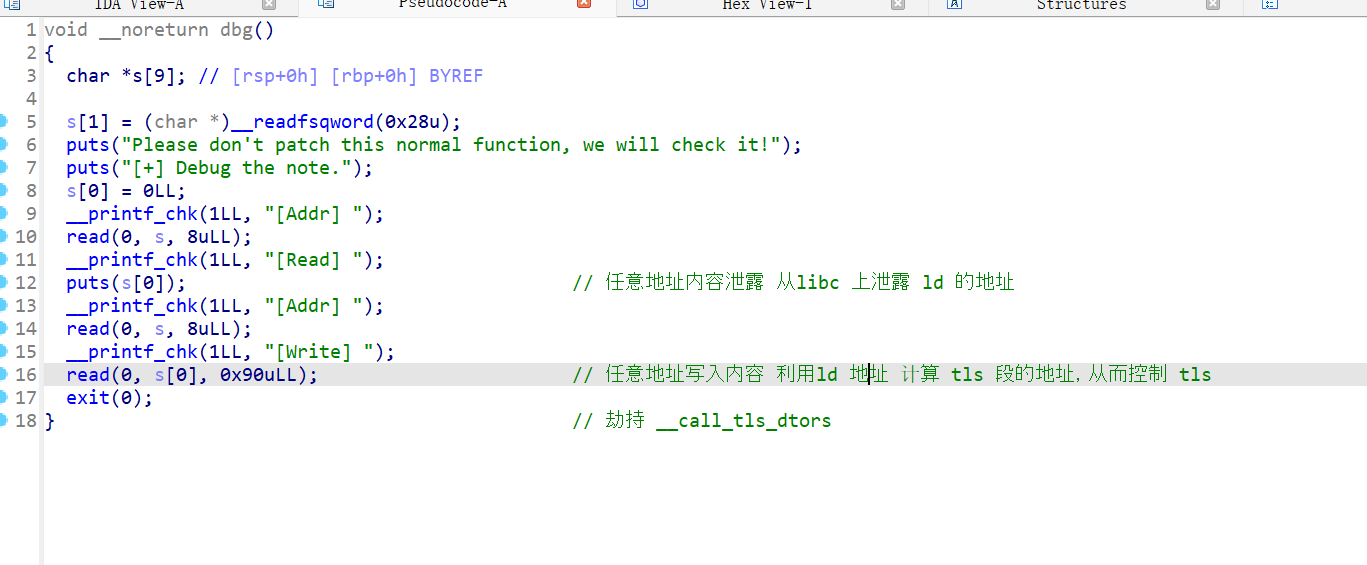 IDA View-A Pseudocode-A Hex View-1 Structures
1 void __noreturn dbg()
2 {
3 char *s[9]; // [rsp+0h] [rbp+0h] BYREF
4
5 s[1] = (char *)__readfsqword(0x28u);
6 puts("Please don't patch this normal function, we will check it!");
7 puts("[+] Debug the note.");
8 s[0] = 0LL;
9 __printf_chk(1LL, "[Addr] ");
10 read(0, s, 8uLL);
11 __printf_chk(1LL, "[Read] ");
12 puts(s[0]); // 任意地址内容泄露 从libc 上泄露 ld 的地址
13 __printf_chk(1LL, "[Addr] ");
14 read(0, s, 8uLL);
15 __printf_chk(1LL, "[Write] ");
16 read(0, s[0], 0x90uLL); // 任意地址写入内容 利用ld 地址 计算 tls 段的地址，从而控制 tls
17 exit(0);
18 } // 劫持 __call_tls_dtors